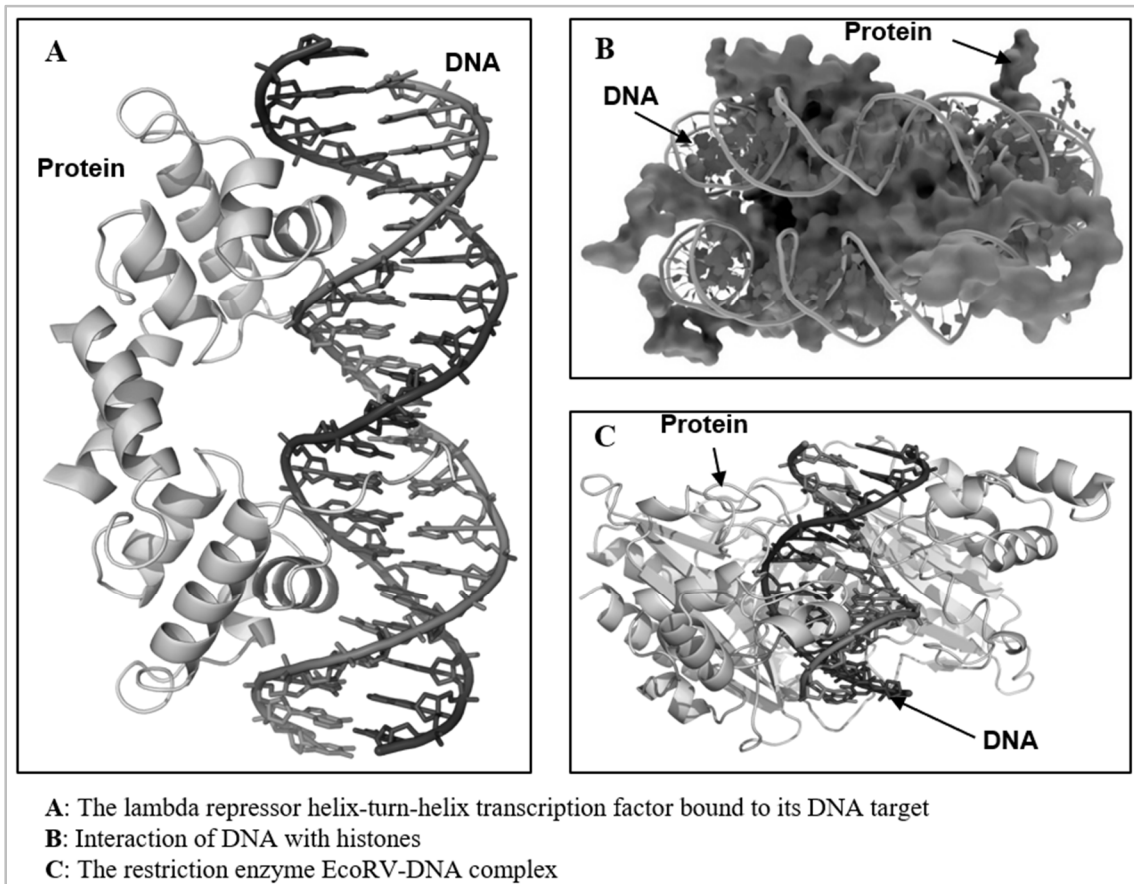 A
DNA
Protein
B
Protein
DNA
C
Protein
DNA
A: The lambda repressor helix-turn-helix transcription factor bound to its DNA target
B: Interaction of DNA with histones
C: The restriction enzyme EcoRV-DNA complex